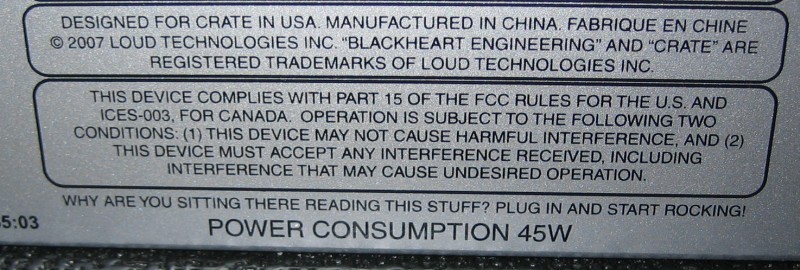 DESIGNED FOR CRATE IN USA. MANUFACTURED IN CHINA. FABRIQUE EN CHINE
© 2007 LOUD TECHNOLOGIES INC. "BLACKHEART ENGINEERING" AND "CRATE" ARE
REGISTERED TRADEMARKS OF LOUD TECHNOLOGIES INC.
THIS DEVICE COMPLIES WITH PART 15 OF THE FCC RULES FOR THE U.S. AND
ICES-003, FOR CANADA. OPERATION IS SUBJECT TO THE FOLLOWING TWO
CONDITIONS: (1) THIS DEVICE MAY NOT CAUSE HARMFUL INTERFERENCE, AND (2)
THIS DEVICE MUST ACCEPT ANY INTERFERENCE RECEIVED, INCLUDING
INTERFERENCE THAT MAY CAUSE UNDESIRED OPERATION.
WHY ARE YOU SITTING THERE READING THIS STUFF? PLUG IN AND START ROCKING!
5:03
POWER CONSUMPTION 45W